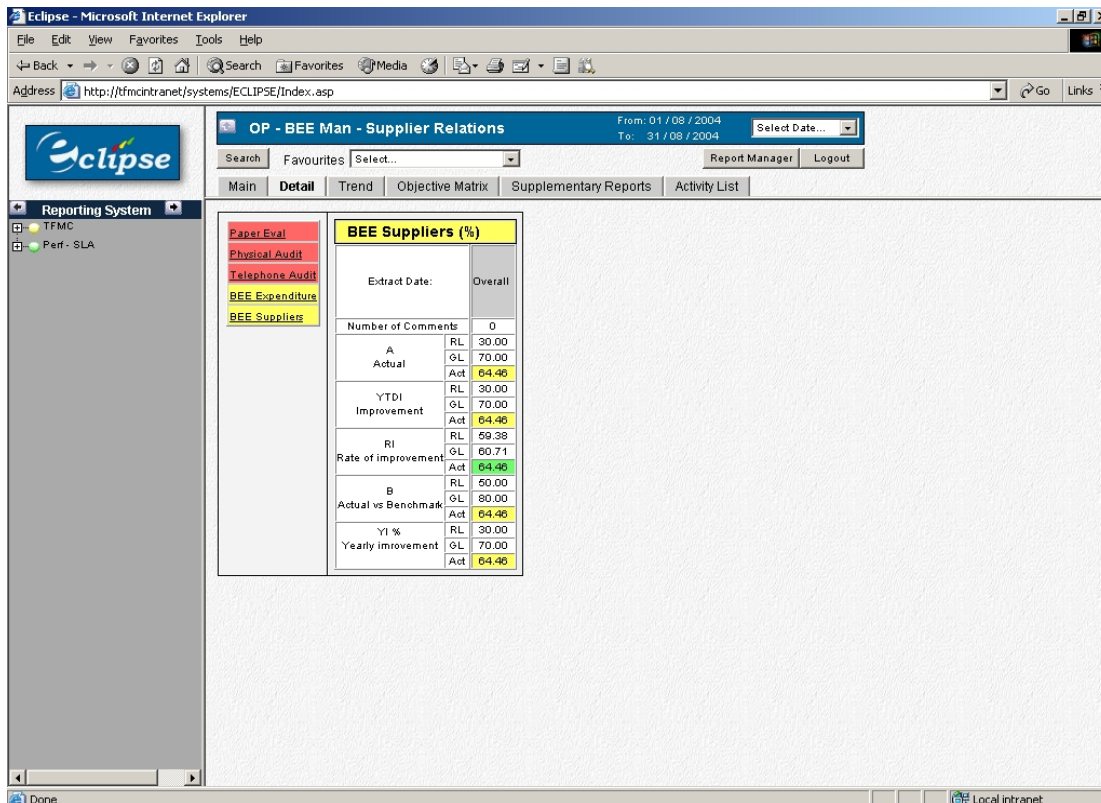 Eclipse - Microsoft Internet Explorer
File Edit View Favorites Tools Help
Back Search Favorites Media
Address http://tfmcintranet/systems/ECLIPSE/Index.asp Go Links
Eclipse
OP - BEE Man - Supplier Relations From: 01 / 08 / 2004 Select Date...
To: 31 / 08 / 2004
Search Favourites Select... Report Manager Logout
Main Detail Trend Objective Matrix Supplementary Reports Activity List
Reporting System
TFMC
Perf - SLA
Paper Eval
Physical Audit
Telephone Audit
BEE Expenditure
BEE Suppliers
BEE Suppliers (%)
Extract Date: Overall
Number of Comments 0
A
Actual
RL 30.00
GL 70.00
Act 64.46
YTDI
Improvement
RL 30.00
GL 70.00
Act 64.46
RI
Rate of improvement
RL 59.38
GL 60.71
Act 64.46
B
Actual vs Benchmark
RL 50.00
GL 80.00
Act 64.46
YI %
Yearly imrovement
RL 30.00
GL 70.00
Act 64.46
Done Local intranet